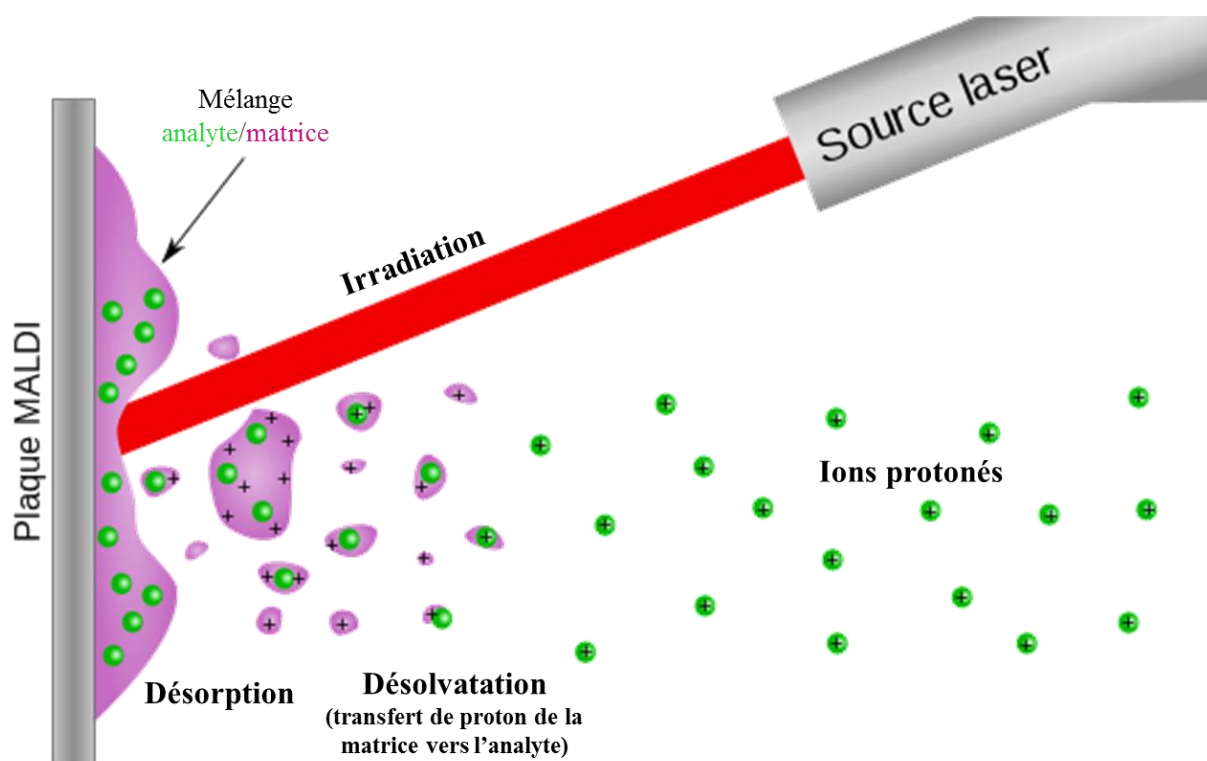 Mélange
analyte/matrice
Source laser
Irradiation
Plaque MALDI
Ions protonés
Désorption
Désolvatation
(transfert de proton de la
matrice vers l’analyte)